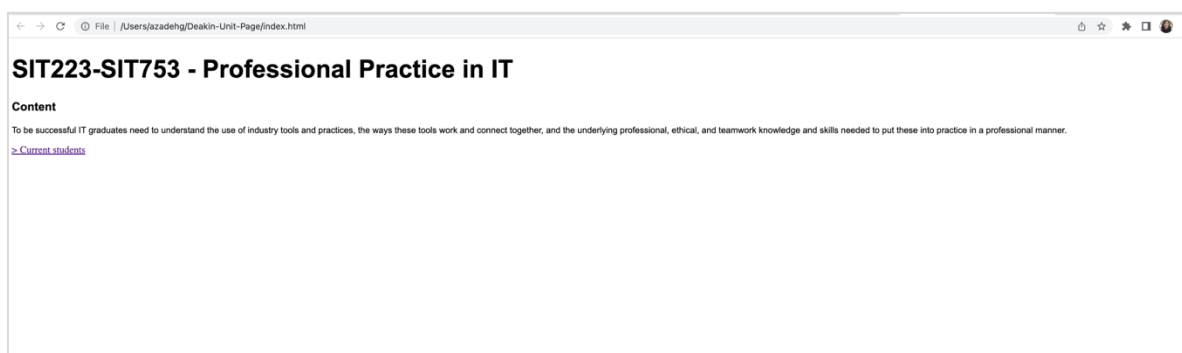 File | /Users/azadehg/Deakin-Unit-Page/index.html
SIT223-SIT753 - Professional Practice in IT
Content
To be successful IT graduates need to understand the use of industry tools and practices, the ways these tools work and connect together, and the underlying professional, ethical, and teamwork knowledge and skills needed to put these into practice in a professional manner.
> Current students